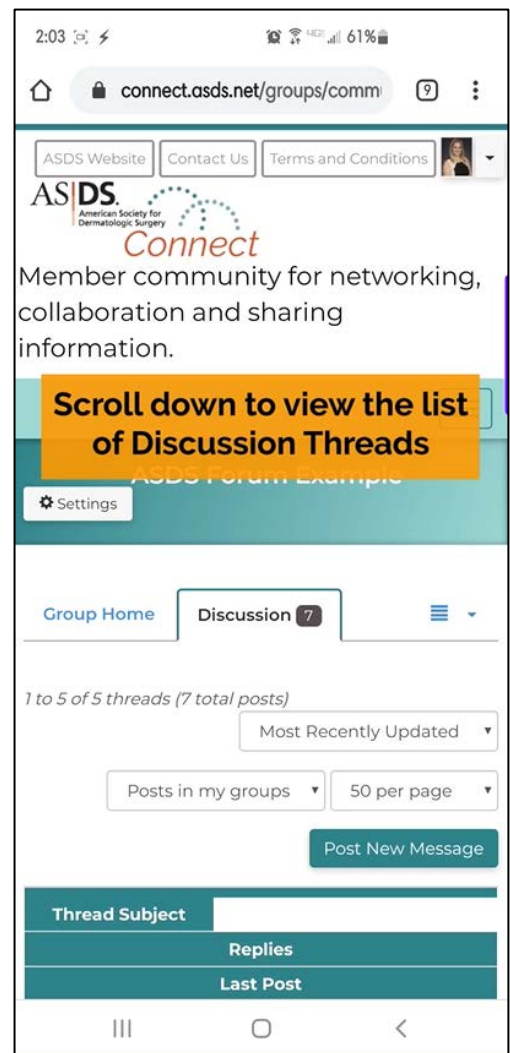 2:03 61%
connect.asds.net/groups/comm 9
ASDS Website Contact Us Terms and Conditions
ASDS.
American Society for
Dermatologic Surgery
Connect
Member community for networking,
collaboration and sharing
information.
Scroll down to view the list
of Discussion Threads
ASDS Forum Example
Settings
Group Home Discussion 7
1 to 5 of 5 threads (7 total posts)
Most Recently Updated
Posts in my groups 50 per page
Post New Message
Thread Subject
Replies
Last Post